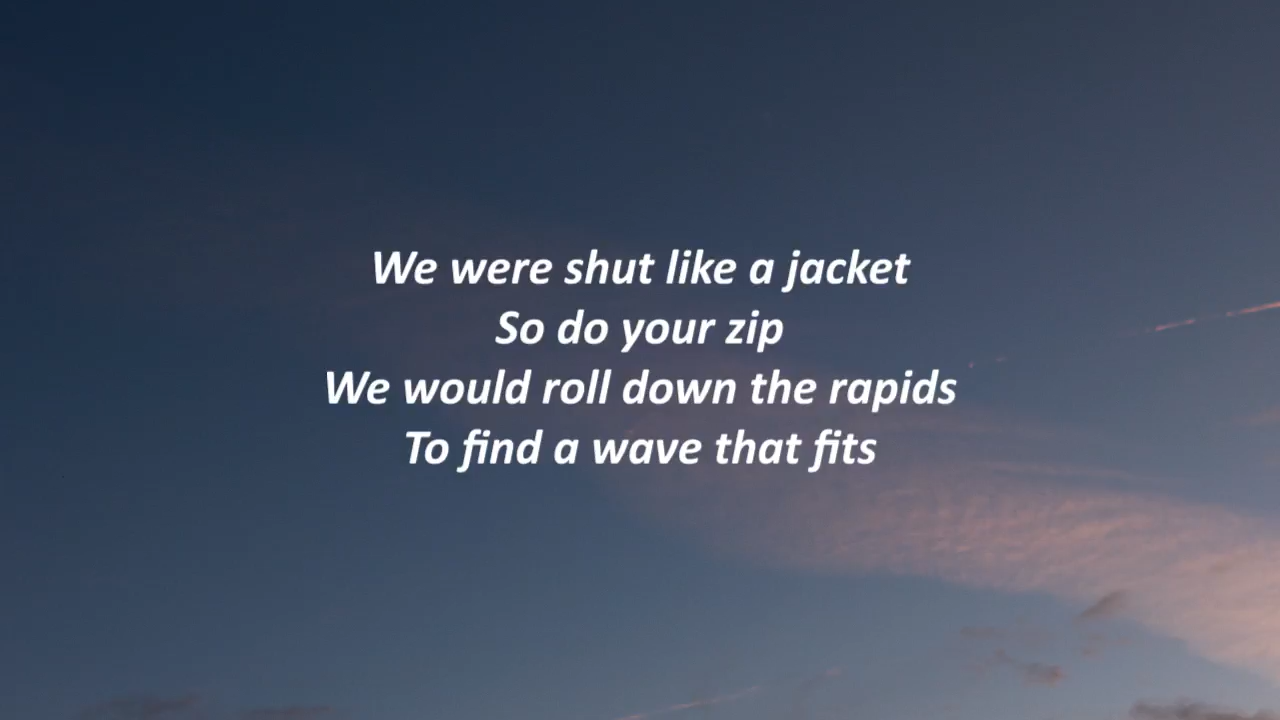 We were shut like a jacket
So do your zip
We would roll down the rapids
To find a wave that fits